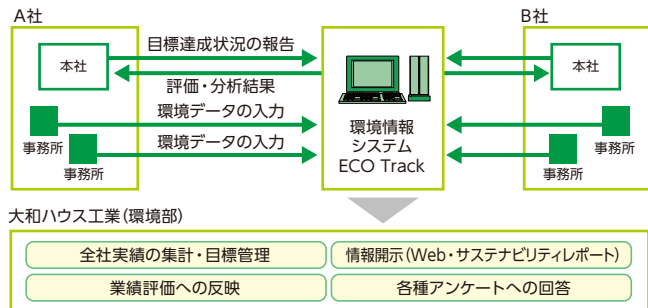 A社
B社
目標達成状況の報告
本社
本社
評価・分析結果
環境データの入力
事務所
環境データの入力
事務所
環境情報
システム
ECO Track
事務所
事務所
大和ハウス工業(環境部)
全社実績の集計・目標管理
情報開示(Web・サステナビリティレポート)
業績評価への反映
各種アンケートへの回答